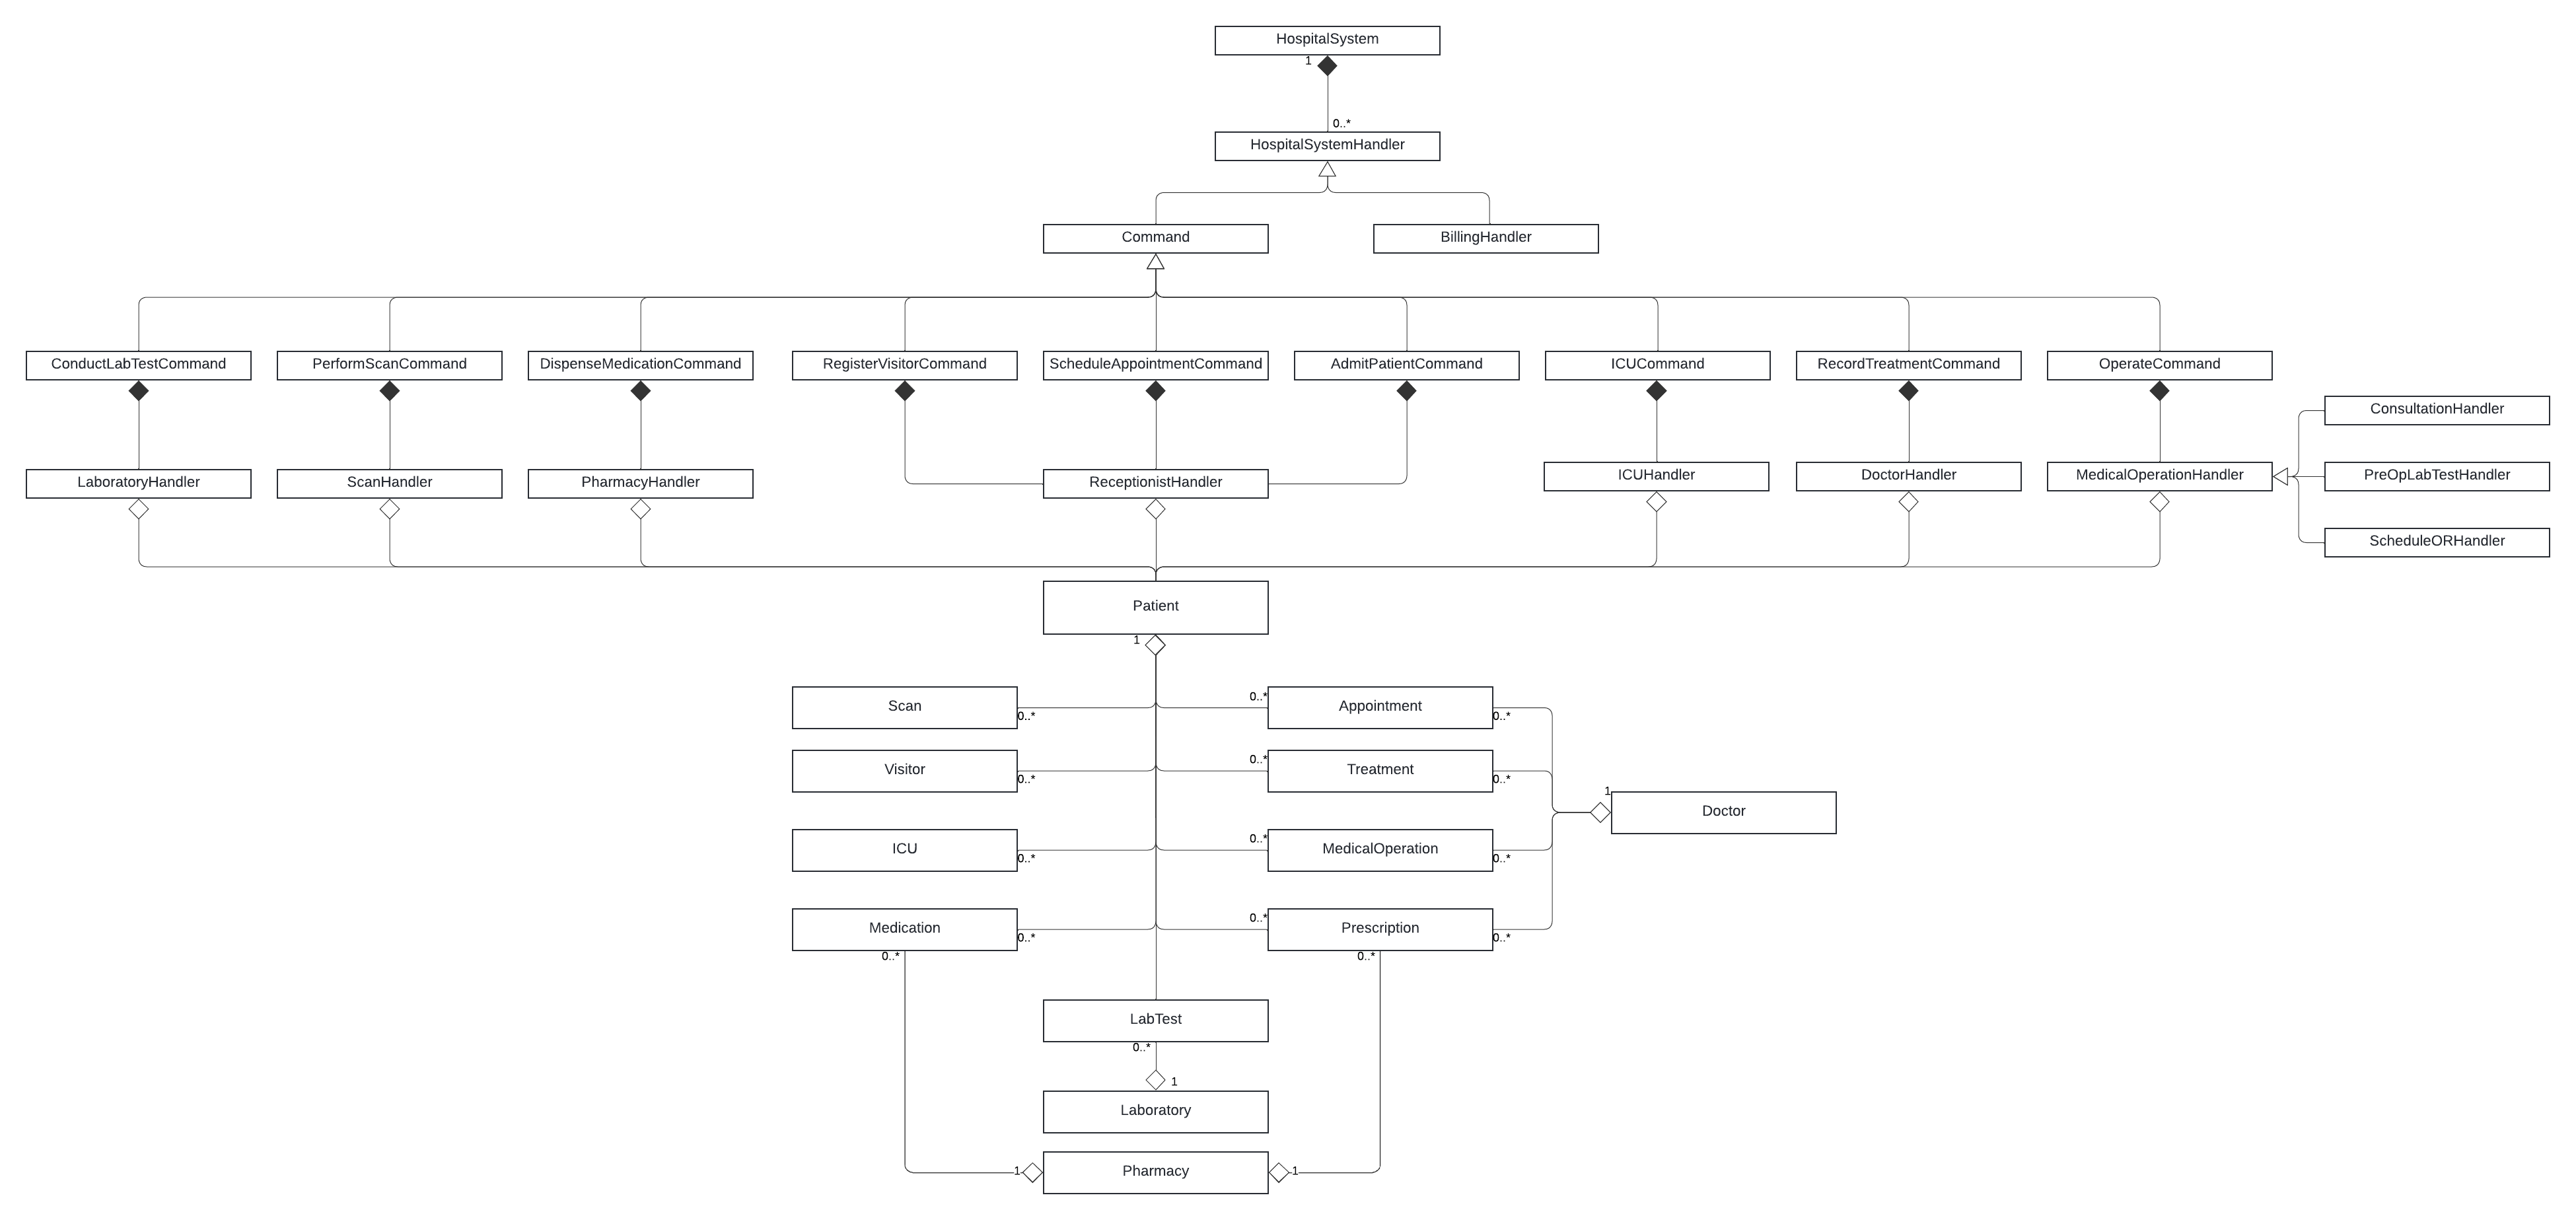 HospitalSystem
1
0..*
HospitalSystemHandler
Command
BillingHandler
ConductLabTestCommand
PerformScanCommand
DispenseMedicationCommand
RegisterVisitorCommand
ScheduleAppointmentCommand
AdmitPatientCommand
ICUCommand
RecordTreatmentCommand
OperateCommand
ConsultationHandler
LaboratoryHandler
ScanHandler
PharmacyHandler
ReceptionistHandler
ICUHandler
DoctorHandler
MedicalOperationHandler
PreOpLabTestHandler
ScheduleORHandler
Patient
1
Scan
0..*
0..*
Appointment
0..*
Visitor
0..*
0..*
Treatment
0..*
1
Doctor
ICU
0..*
0..*
MedicalOperation
0..*
Medication
0..*
0..*
Prescription
0..*
0..*
0..*
LabTest
0..*
1
Laboratory
1
Pharmacy
1